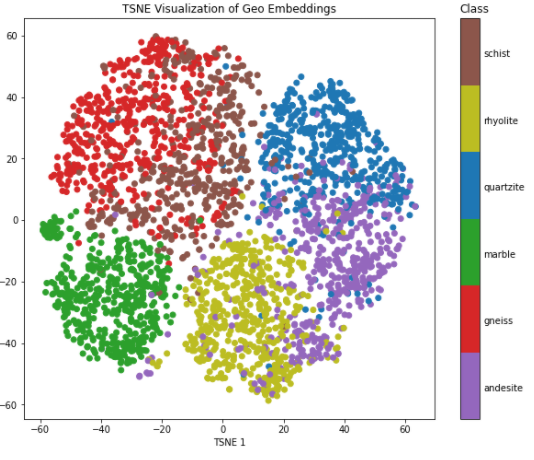 TSNE Visualization of Geo Embeddings
Class
60
40
20
0
−20
−40
−60
−60
−40
−20
0
20
40
60
TSNE 1
schist
rhyolite
quartzite
marble
gneiss
andesite